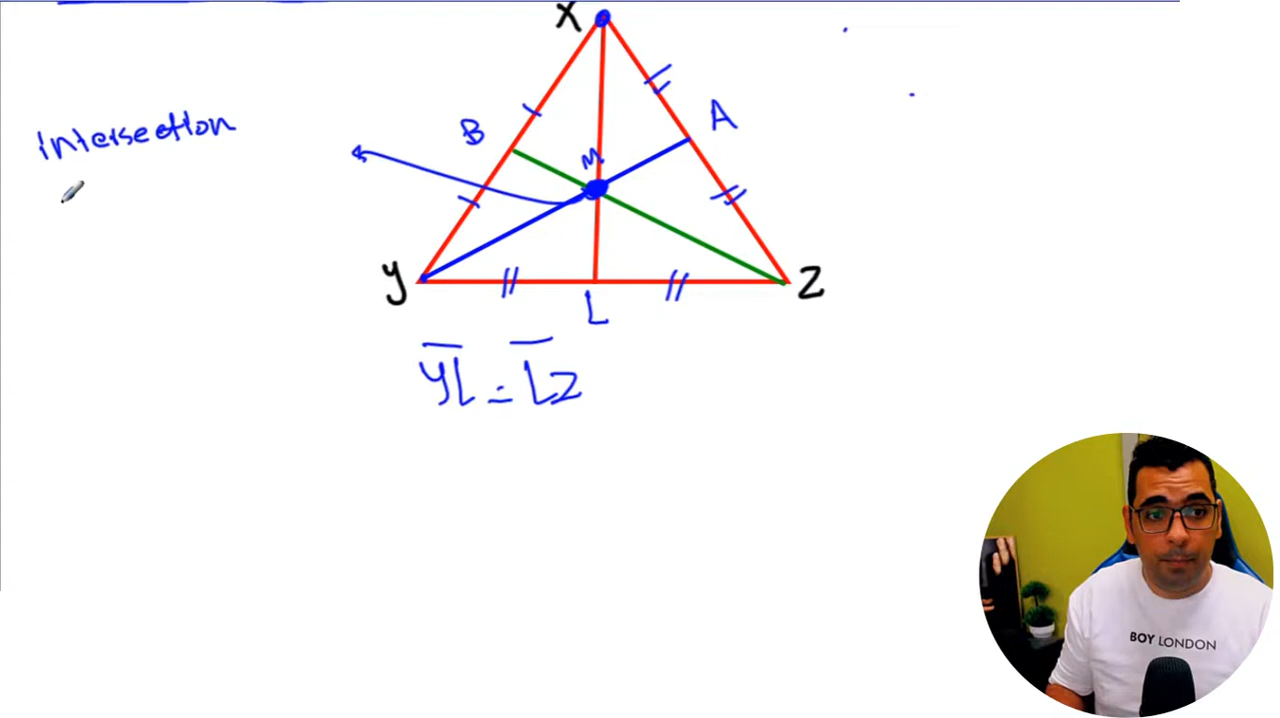 X
intersection
B
A
M
y
Z
L
yL = LZ
BOY LONDON